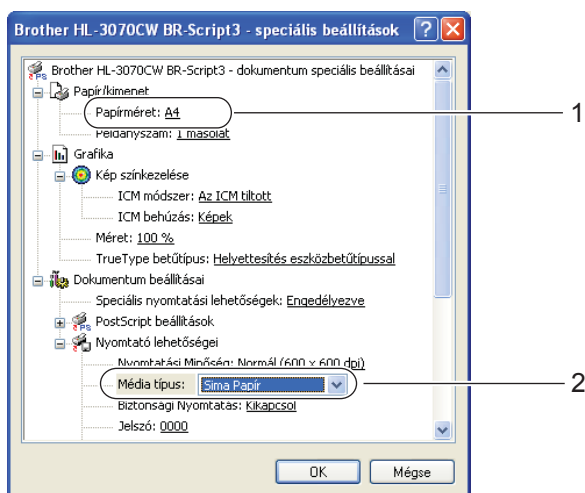 Brother HL-3070CW BR-Script3 - speciális beállítások
Brother HL-3070CW BR-Script3 - dokumentum speciális beállításai
Papír/kimenet
Papírméret: A4
1
Példányszám: 1 másolat
Grafika
Kép színkezelése
ICM módszer: Az ICM tiltott
ICM behúzás: Képek
Méret: 100 %
TrueType betűtípus: Helyettesítés eszközbetűtípussal
Dokumentum beállításai
Speciális nyomtatási lehetőségek: Engedélyezve
PostScript beállítások
Nyomtató lehetőségei
Nyomtatási Minőség: Normál (600 x 600 dpi)
Média típus: Sima Papír
2
Biztonsági Nyomtatás: Kikapcsol
Jelszó: 0000
OK Mégse